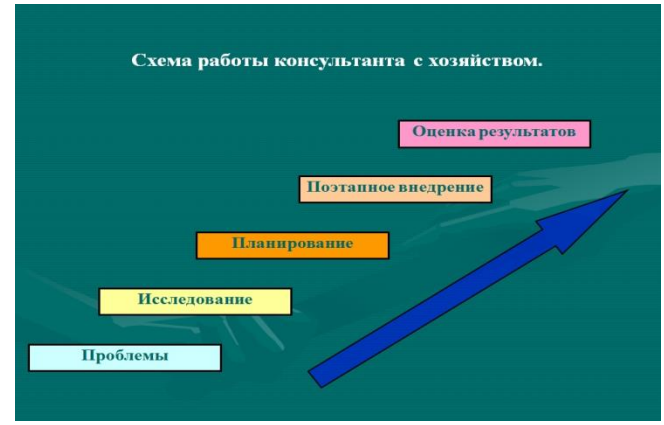 Схема работы консультанта с хозяйством.
Оценка результатов
Поэтапное внедрение
Планирование
Исследование
Проблемы